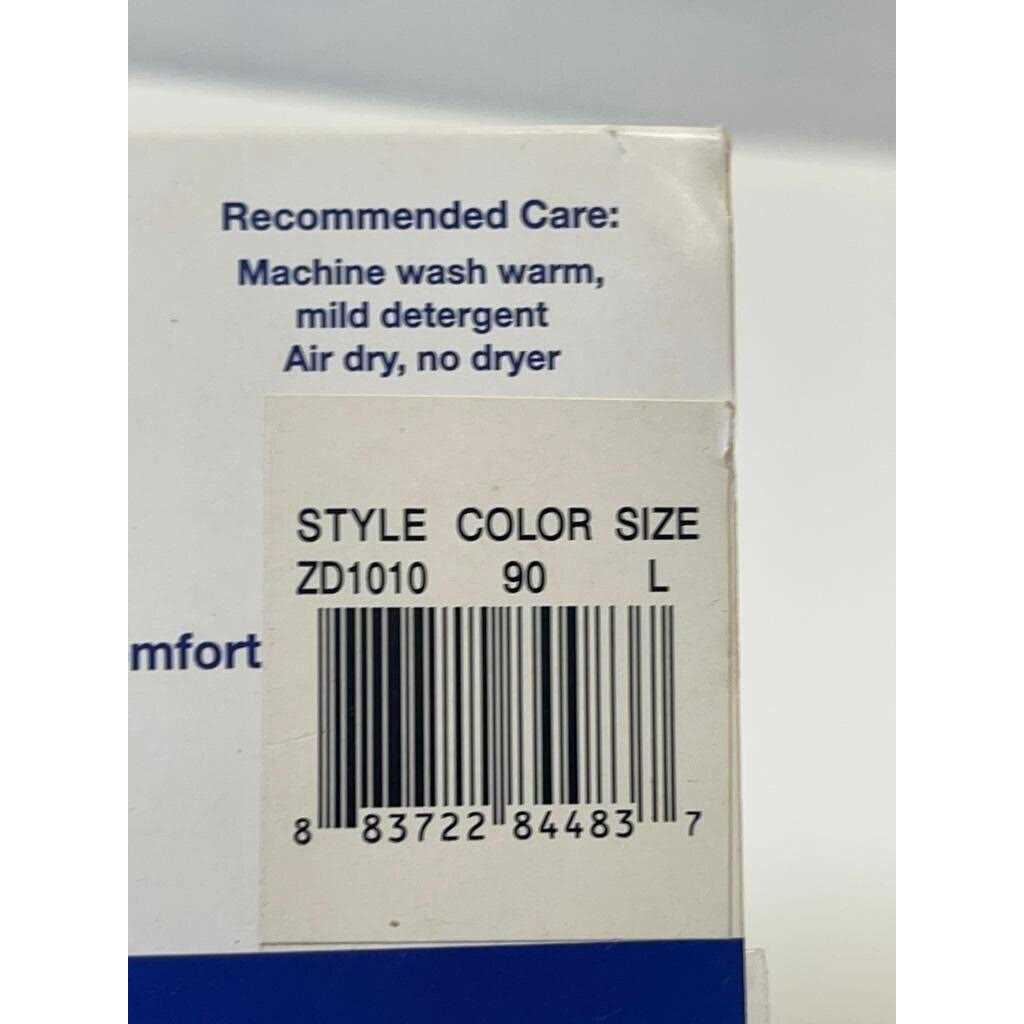 Recommended Care:
Machine wash warm,
mild detergent
Air dry, no dryer
STYLE COLOR SIZE
ZD1010 90 L
mfort
8 83722 84483 7